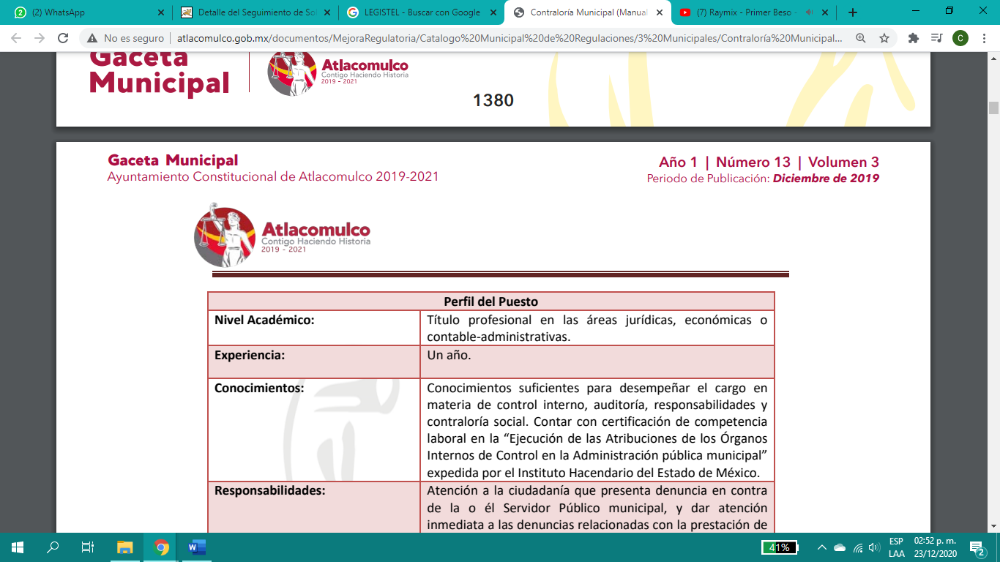 (2) WhatsApp
Detalle del Seguimiento de Sol
LEGISTEL - Buscar con Google
Contraloría Municipal (Manual
(7) Raymix - Primer Beso -
No es seguro
atlacomulco.gob.mx/documentos/MejoraRegulatoria/Catalogo%20Municipal%20de%20Regulaciones/3%20Municipales/Contraloría%20Municipal...
C
Gaceta
Municipal
Atlacomulco
Contigo Haciendo Historia
2019 - 2021
1380
Gaceta Municipal
Ayuntamiento Constitucional de Atlacomulco 2019-2021
Año 1 | Número 13 | Volumen 3
Periodo de Publicación: Diciembre de 2019
Atlacomulco
Contigo Haciendo Historia
2019 - 2021
Perfil del Puesto
Nivel Académico:
Título profesional en las áreas jurídicas, económicas o
contable-administrativas.
Experiencia:
Un año.
Conocimientos:
Conocimientos suficientes para desempeñar el cargo en
materia de control interno, auditoría, responsabilidades y
contraloría social. Contar con certificación de competencia
laboral en la “Ejecución de las Atribuciones de los Órganos
Internos de Control en la Administración pública municipal”
expedida por el Instituto Hacendario del Estado de México.
Responsabilidades:
Atención a la ciudadanía que presenta denuncia en contra
de la o él Servidor Público municipal, y dar atención
inmediata a las denuncias relacionadas con la prestación de
41%
ESP
LAA
02:52 p. m.
23/12/2020
2